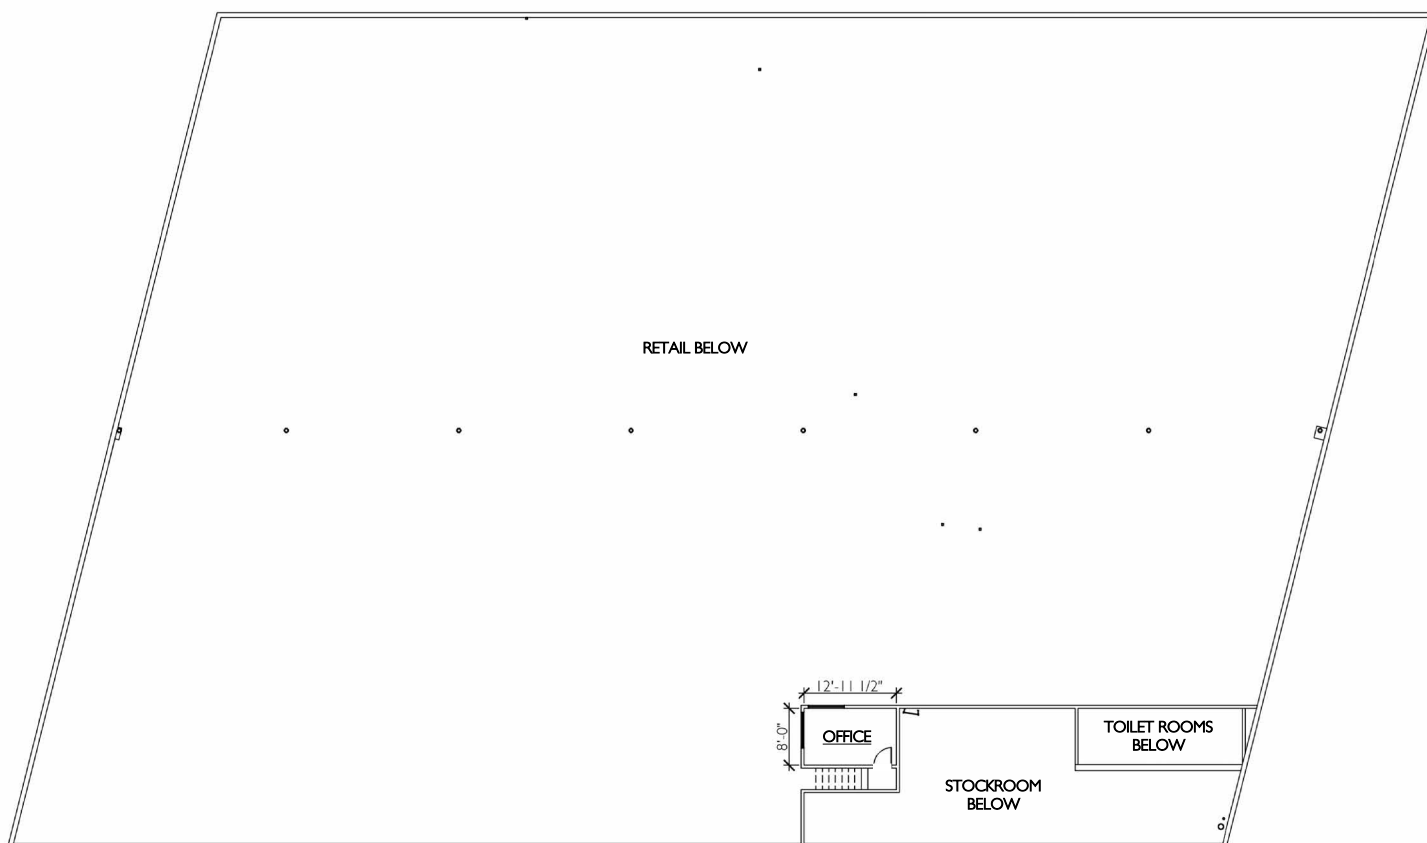 RETAIL BELOW
12'-11 1/2"
8'-0"
OFFICE
TOILET ROOMS
BELOW
STOCKROOM
BELOW